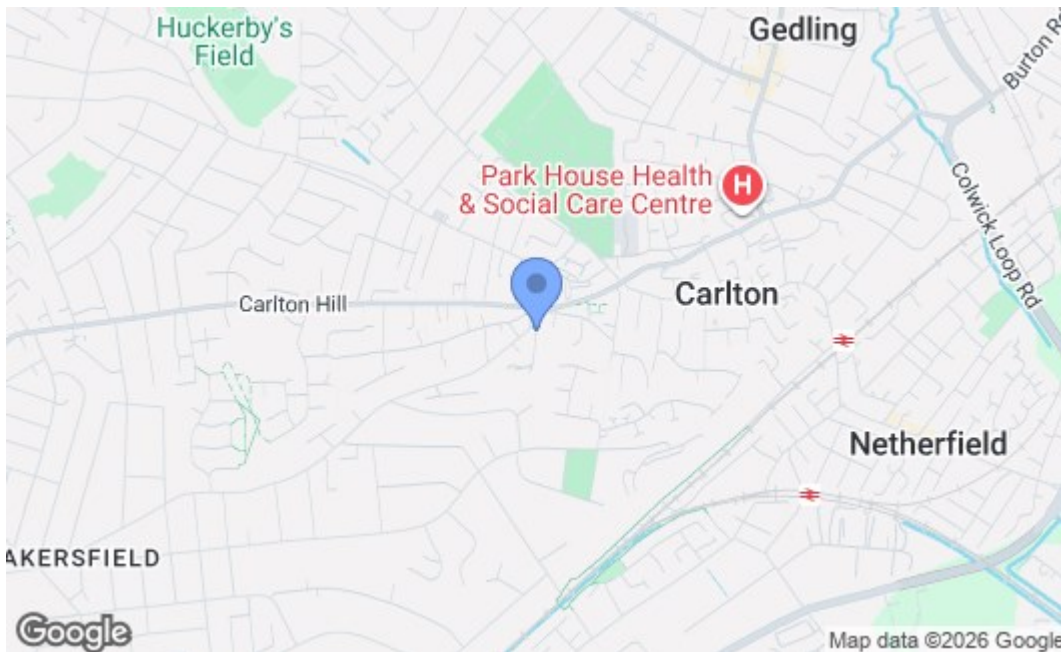 Huckerby's
Field
Gedling
Burton Rd
Park House Health
& Social Care Centre
H
Colwick Loop Rd
Carlton Hill
Carlton
Netherfield
AKERSFIELD
Google
Map data ©2026 Google